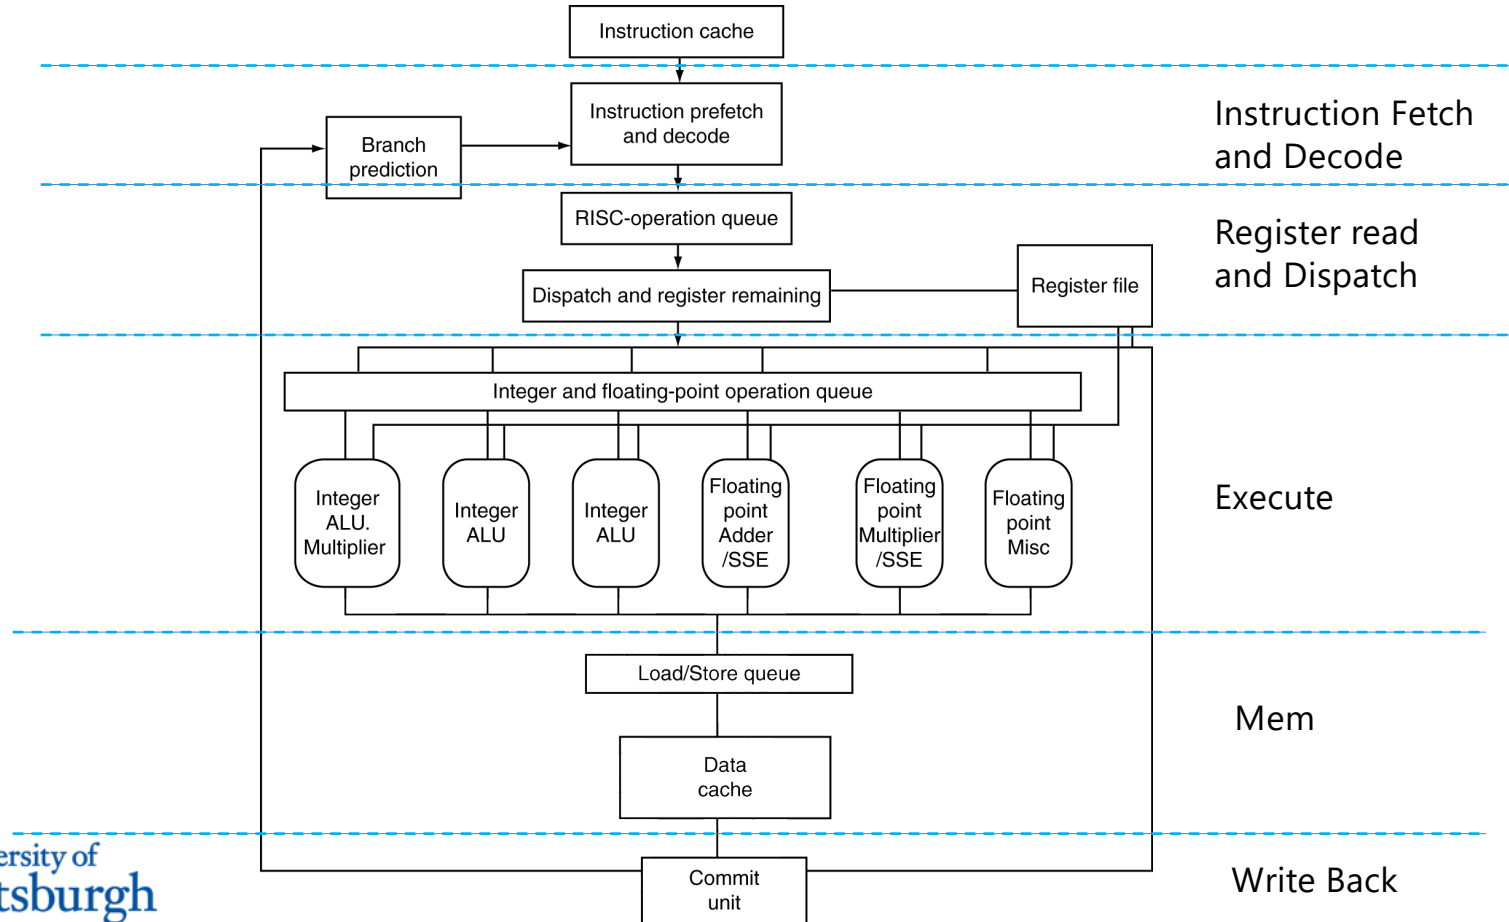 Instruction cache
Instruction prefetch
and decode
Branch
prediction
Instruction Fetch
and Decode
RISC-operation queue
Dispatch and register remaining
Register file
Register read
and Dispatch
Integer and floating-point operation queue
Integer
ALU.
Multiplier
Integer
ALU
Integer
ALU
Floating
point
Adder
/SSE
Floating
point
Multiplier
/SSE
Floating
point
Misc
Execute
Load/Store queue
Data
cache
Mem
Commit
unit
Write Back
ersity of
tsburgh